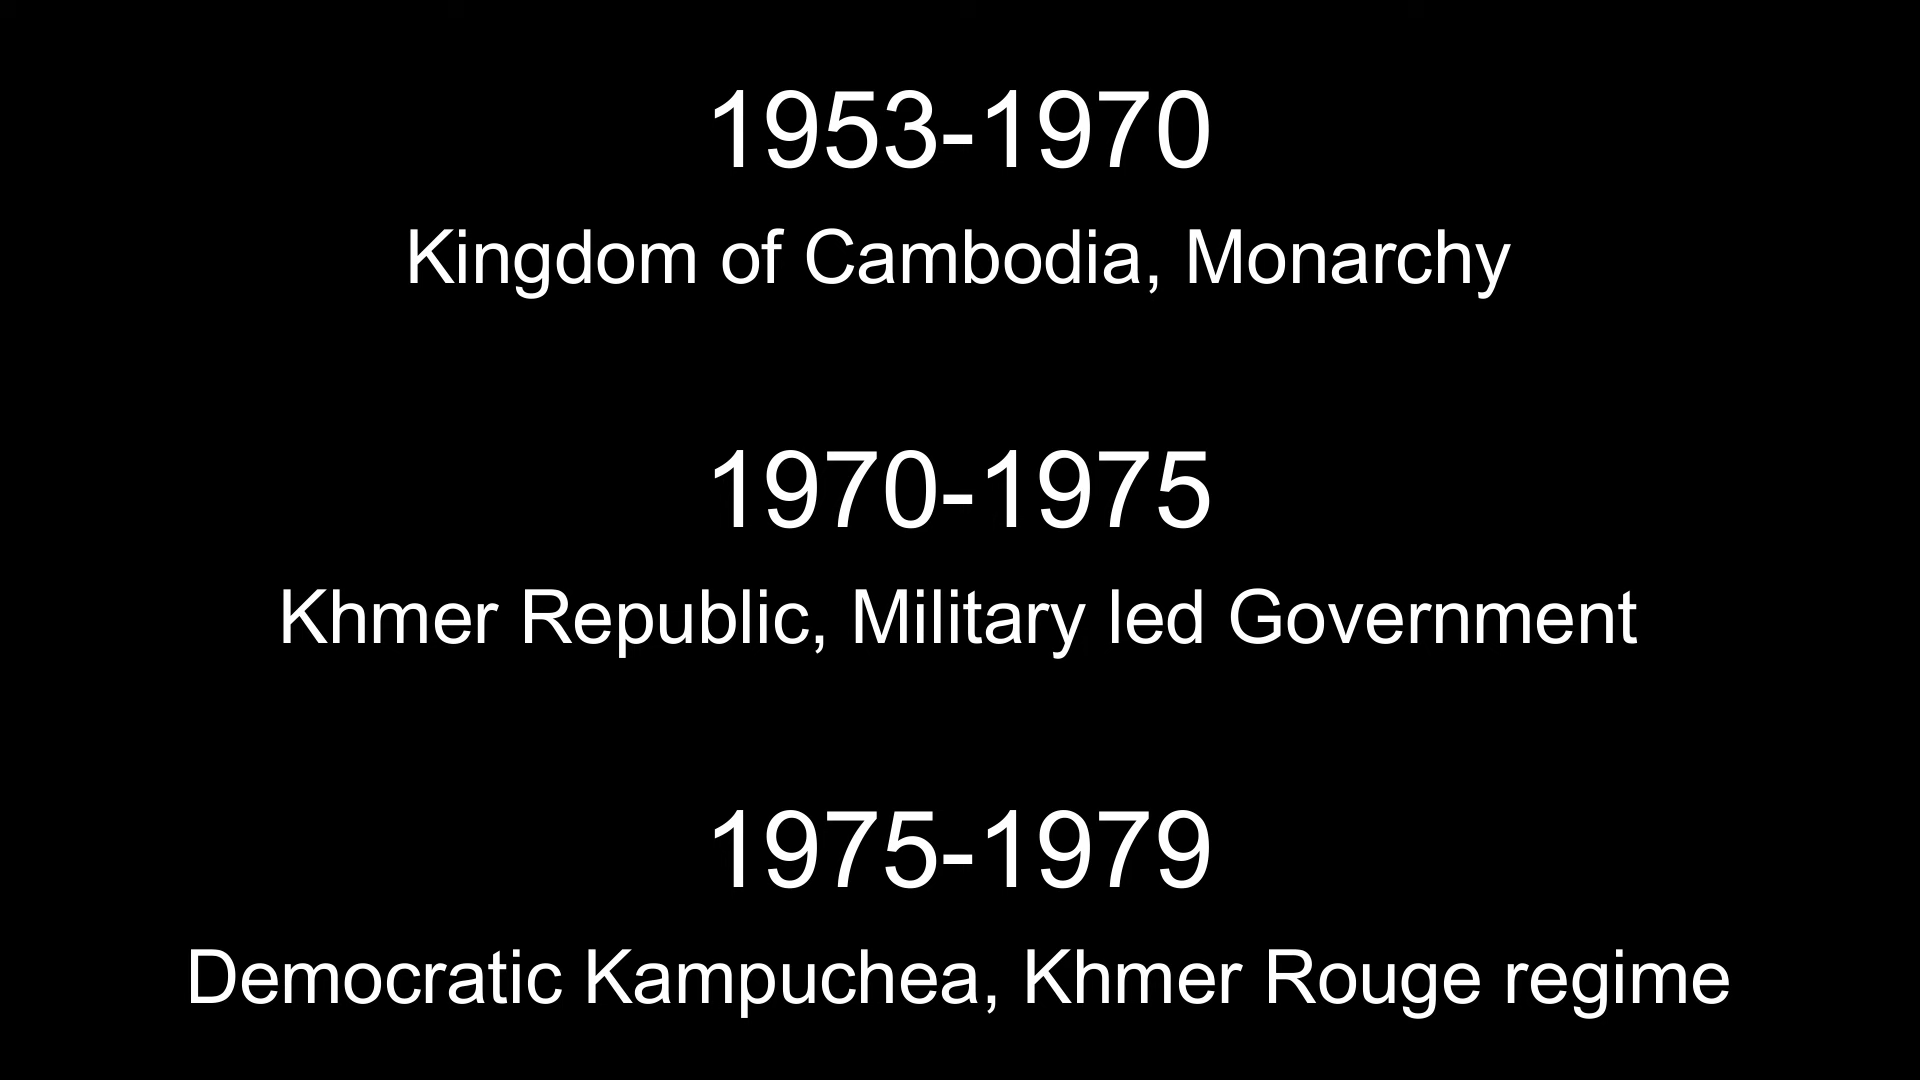 1953-1970
Kingdom of Cambodia, Monarchy
1970-1975
Khmer Republic, Military led Government
1975-1979
Democratic Kampuchea, Khmer Rouge regime